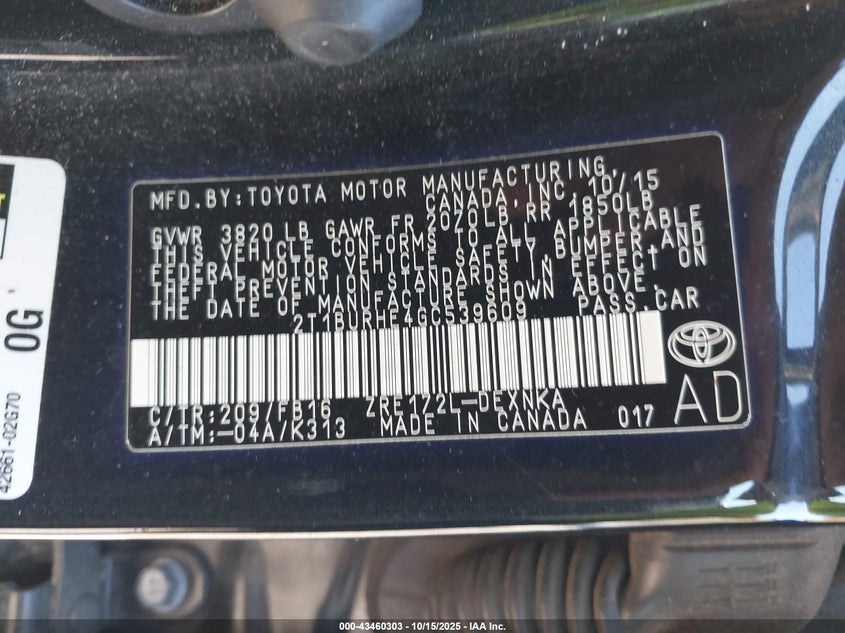 MFD.BY:TOYOTA MOTOR MANUFACTURING,
CANADA,INC. 10/15
GVWR 3820 LB GAWR FR 2070LB RR 1850LB
THIS VEHICLE CONFORMS TO ALL APPLICABLE
FEDERAL MOTOR VEHICLE SAFETY,BUMPER,AND
THEFT PREVENTION STANDARDS IN EFFECT ON
THE DATE OF MANUFACTURE SHOWN ABOVE.
2T1BURHE4GC539609 PASS.CAR
C/TR:209/FB16 ZRE172L-DEXNKA
A/TM:-04A/K313 MADE IN CANADA 017
AD
0G
42661-02G70
000-43460303 - 10/15/2025 - IAA Inc.